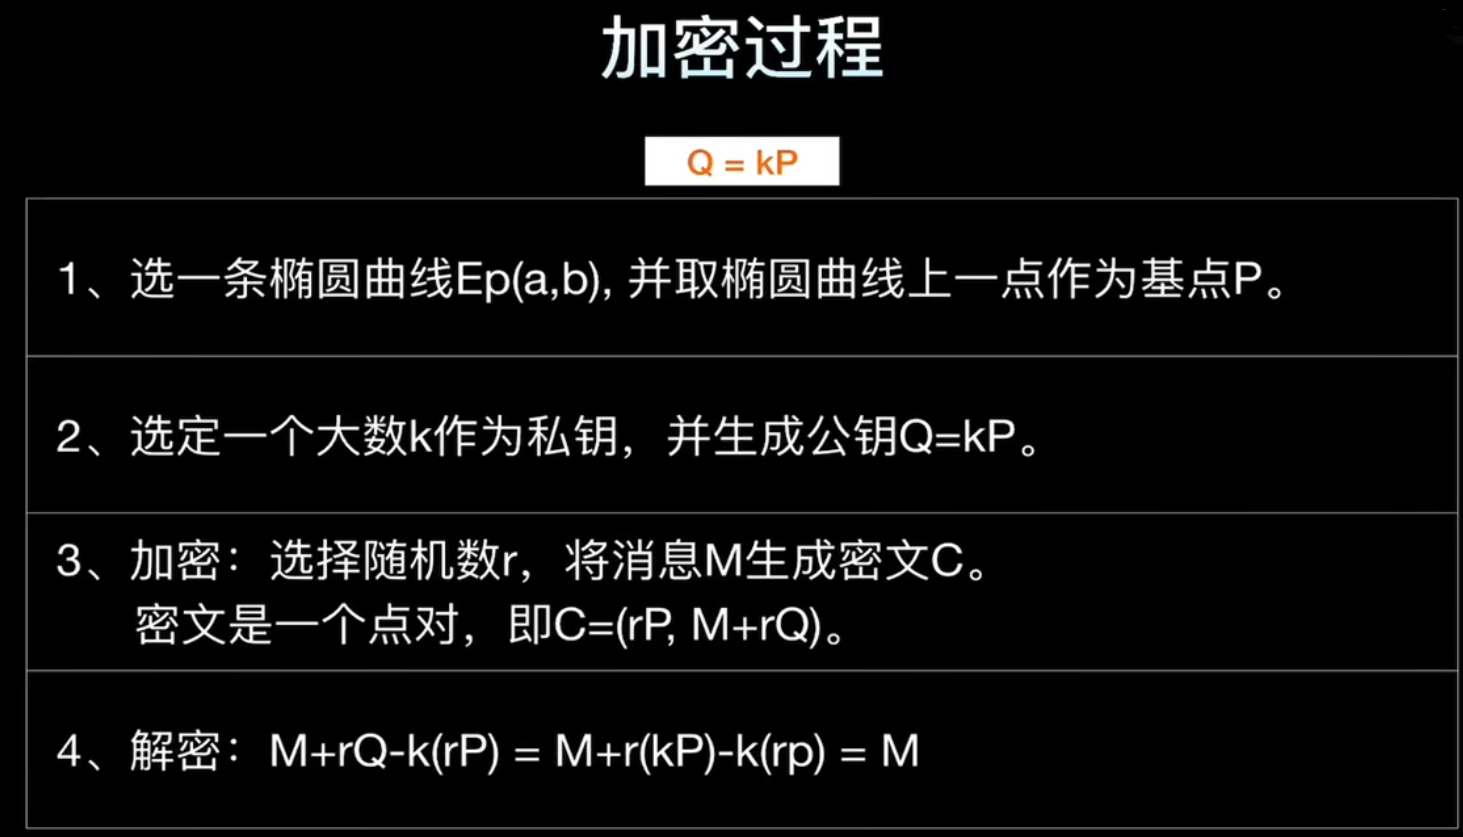 加密过程
Q = kP
1、选一条椭圆曲线Ep(a,b), 并取椭圆曲线上一点作为基点P。
2、选定一个大数k作为私钥，并生成公钥Q=kP。
3、加密：选择随机数r，将消息M生成密文C。
密文是一个点对，即C=(rP, M+rQ)。
4、解密：M+rQ-k(rP) = M+r(kP)-k(rp) = M